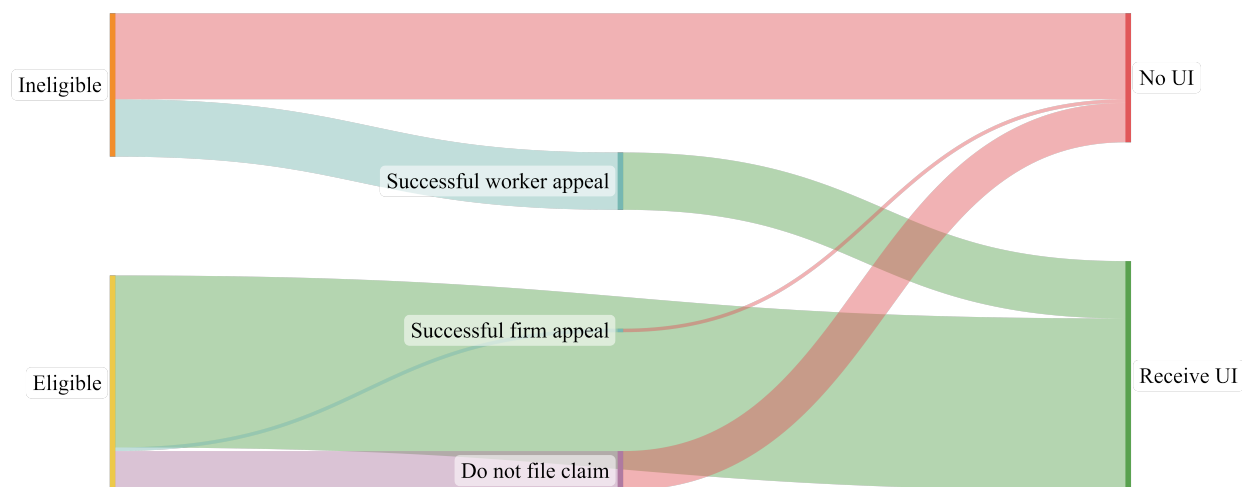 Ineligible
No UI
Successful worker appeal
Successful firm appeal
Eligible
Receive UI
Do not file claim